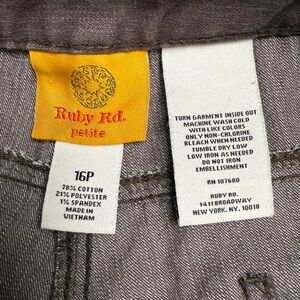 Ruby Rd.
petite
16P
78% COTTON
21% POLYESTER
1% SPANDEX
MADE IN
VIETNAM
TURN GARMENT INSIDE OUT
MACHINE WASH COLD
WITH LIKE COLORS
ONLY NON-CHLORINE
BLEACH WHEN NEEDED
TUMBLE DRY LOW
LOW IRON AS NEEDED
DO NOT IRON
EMBELLISHMENT
RN 107680
RUBY RD.
1411 BROADWAY
NEW YORK, NY. 10018